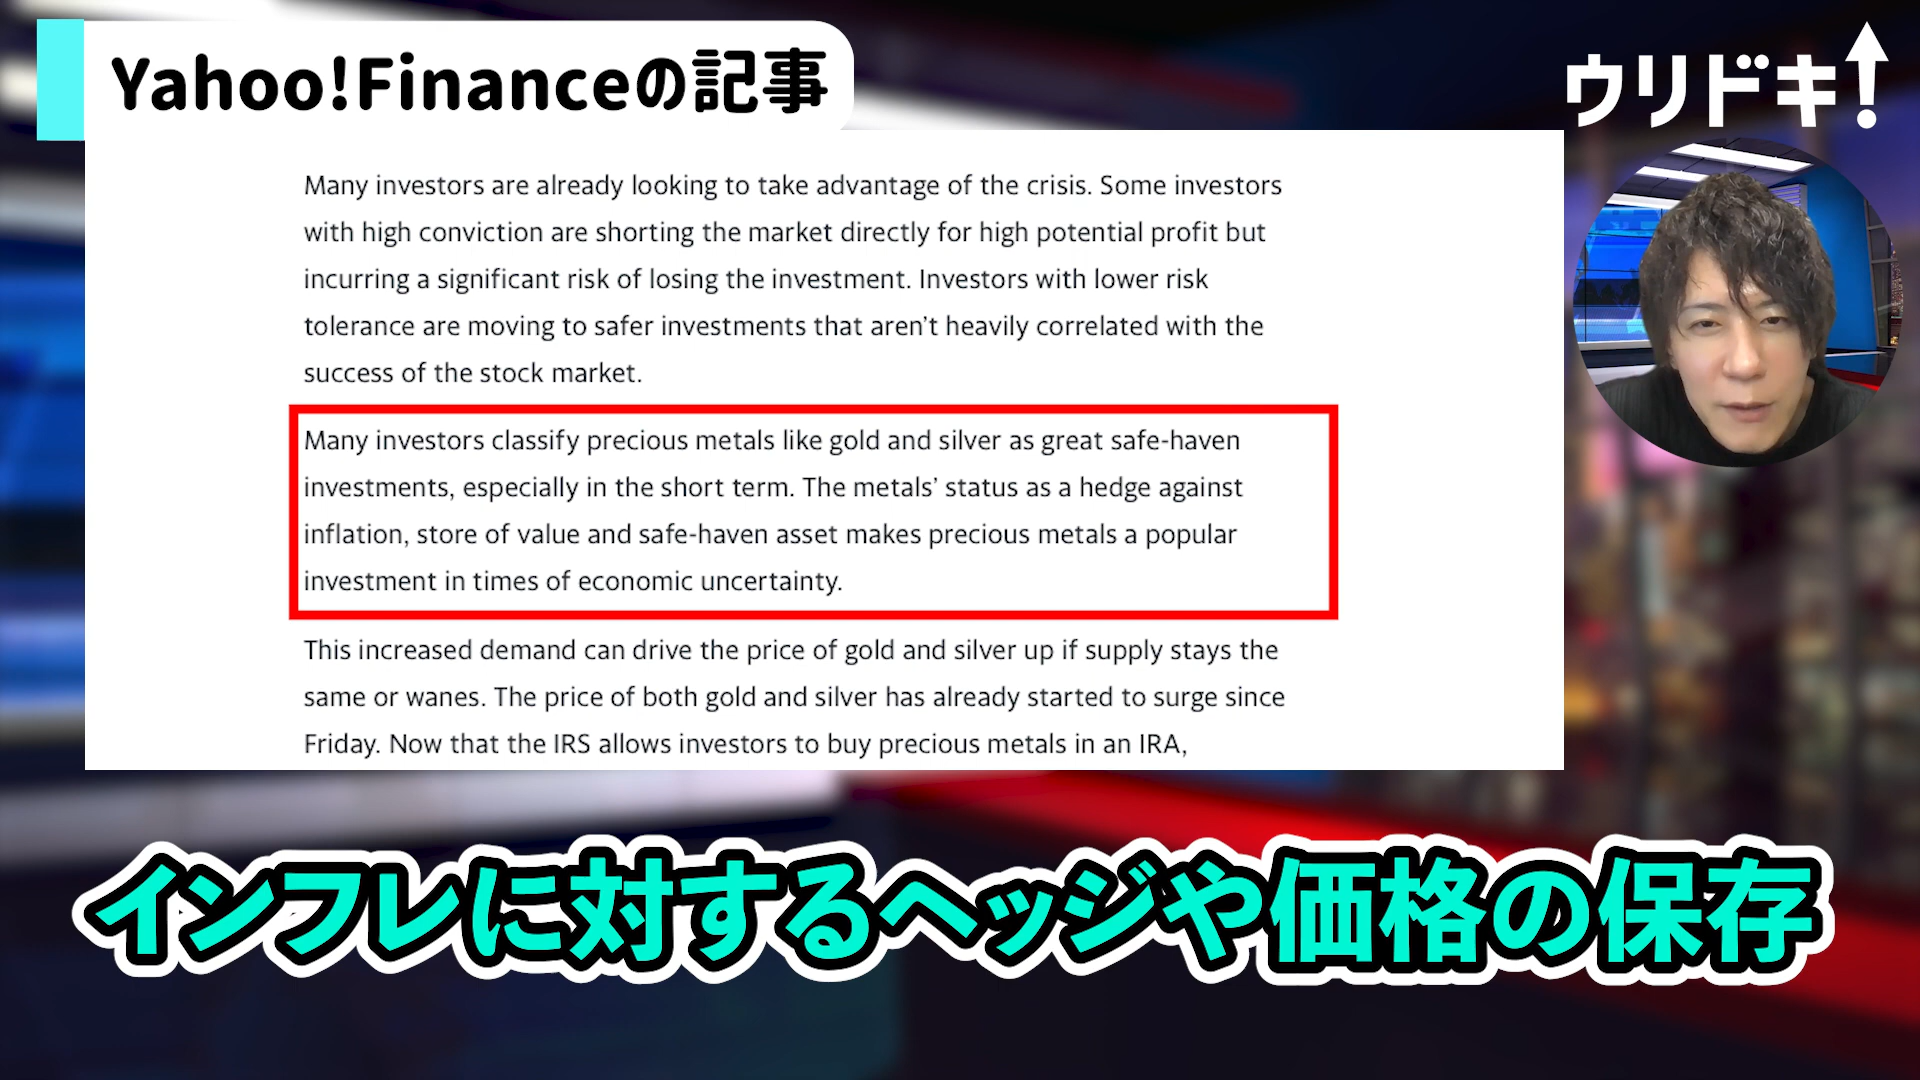 Yahoo!Financeの記事
ウリドキ!
Many investors are already looking to take advantage of the crisis. Some investors
with high conviction are shorting the market directly for high potential profit but
incurring a significant risk of losing the investment. Investors with lower risk
tolerance are moving to safer investments that aren’t heavily correlated with the
success of the stock market.
Many investors classify precious metals like gold and silver as great safe-haven
investments, especially in the short term. The metals’ status as a hedge against
inflation, store of value and safe-haven asset makes precious metals a popular
investment in times of economic uncertainty.
This increased demand can drive the price of gold and silver up if supply stays the
same or wanes. The price of both gold and silver has already started to surge since
Friday. Now that the IRS allows investors to buy precious metals in an IRA,
インフレに対するヘッジや価格の保存